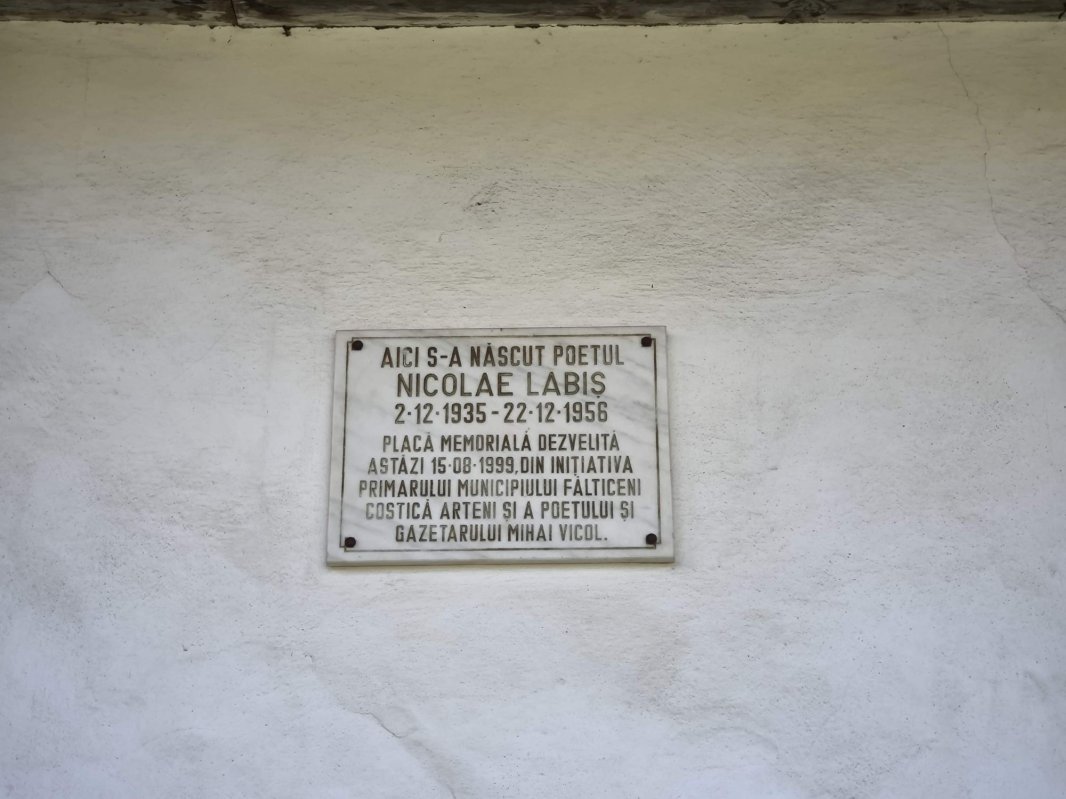 AICI S-A NĂSCUT POETUL
NICOLAE LABIȘ
2·12·1935-22·12·1956
PLACĂ MEMORIALĂ DEZVELITĂ
ASTĂZI 15·08·1999,DIN INIȚIATIVA
PRIMARULUI MUNICIPIULUI FĂLTICENI
COSTICĂ ARTENI ȘI A POETULUI ȘI
GAZETARULUI MIHAI VICOL.